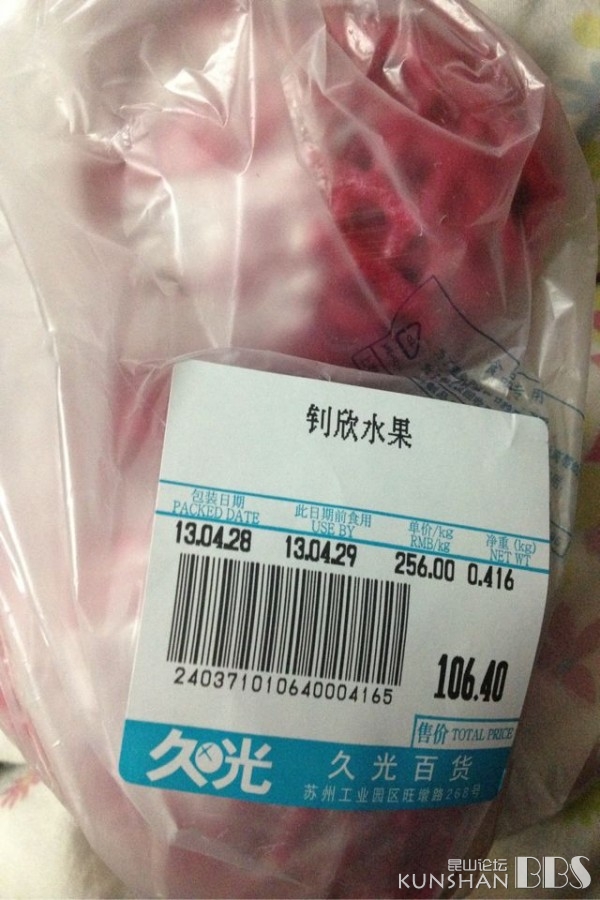 钊欣水果
包装日期 此日期前食用 单价/kg 净重(kg)
PACKED DATE USE BY RMB/kg NET WT
13.04.28 13.04.29 256.00 0.416
2403710106400004165
106.40
售价 TOTAL PRICE
久光 久光百货
苏州工业园区旺墩路268号
昆山论坛
KUNSHAN BBS